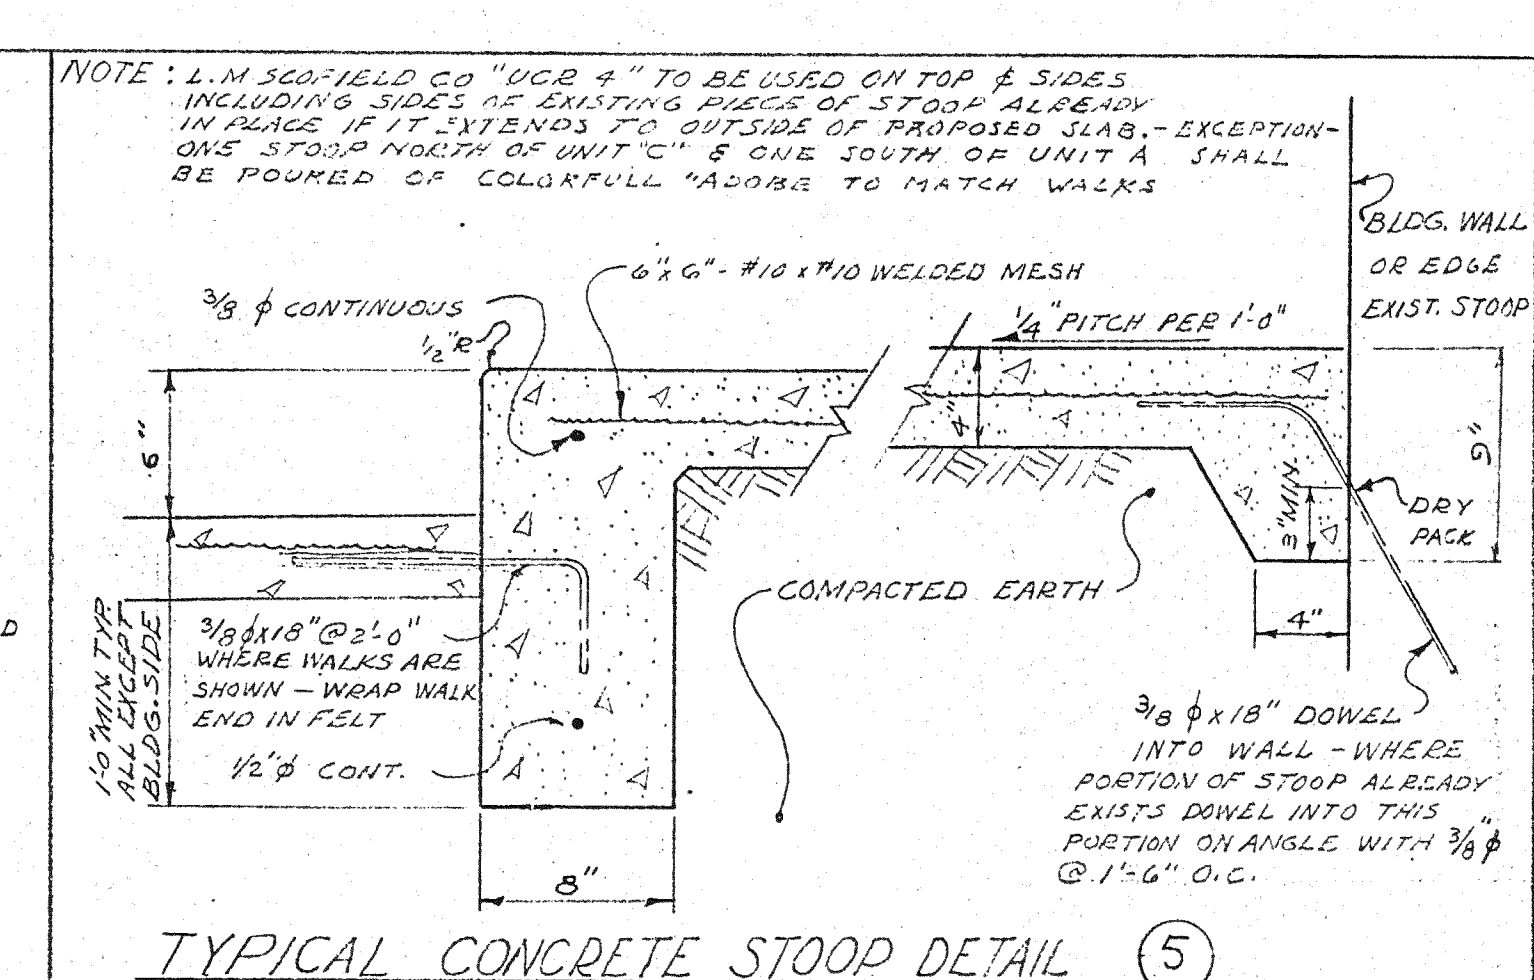 NOTE : L.M SCOFIELD CO "UCR 4" TO BE USED ON TOP & SIDES
INCLUDING SIDES OF EXISTING PIECE OF STOOP ALREADY
IN PLACE IF IT EXTENDS TO OUTSIDE OF PROPOSED SLAB.- EXCEPTION-
ONE STOOP NORTH OF UNIT "C" & ONE SOUTH OF UNIT A SHALL
BE POURED OF COLORFULL "ADOBE TO MATCH WALKS
BLDG. WALL
OR EDGE
EXIST. STOOP
6"x 6"- #10 x #10 WELDED MESH
3/8 ϕ CONTINUOUS
1/2"R
1/4" PITCH PER 1'-0"
6"
4"
9"
3"MIN.
DRY
PACK
COMPACTED EARTH
4"
1'-0"MIN TYP.
ALL EXCEPT
BLDG. SIDE
3/8ϕx18"@2'-0"
WHERE WALKS ARE
SHOWN - WRAP WALK
END IN FELT
1/2"ϕ CONT.
3/8 ϕ x 18" DOWEL
INTO WALL - WHERE
PORTION OF STOOP ALREADY
EXISTS DOWEL INTO THIS
PORTION ON ANGLE WITH 3/8"ϕ
@ 1'-6" O.C.
8"
D
TYPICAL CONCRETE STOOP DETAIL 5